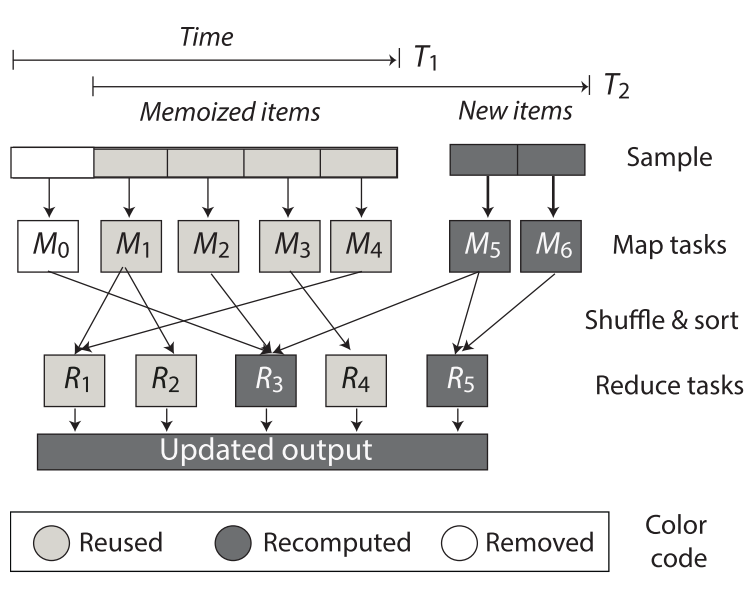 Time
T1
T2
Memoized items
New items
Sample
M0 M1 M2 M3 M4 M5 M6
Map tasks
Shuffle & sort
R1 R2 R3 R4 R5
Reduce tasks
Updated output
Reused
Recomputed
Removed
Color
code